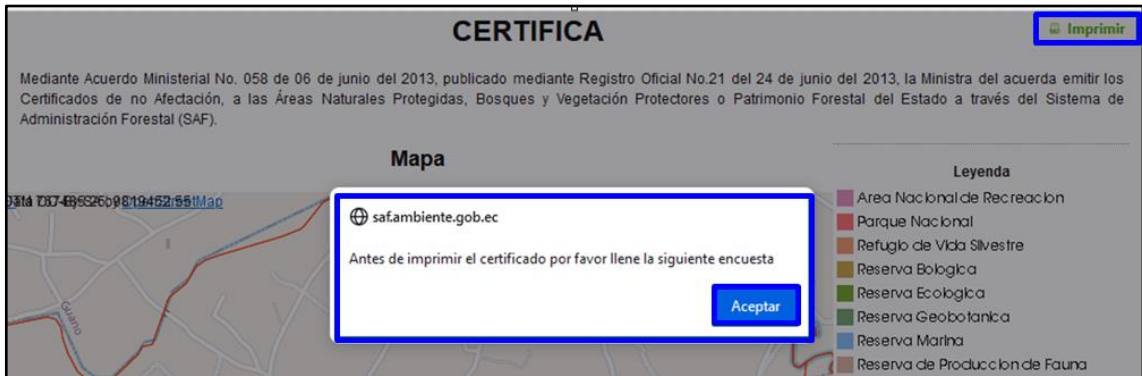 CERTIFICA
Imprimir
Mediante Acuerdo Ministerial No. 058 de 06 de junio del 2013, publicado mediante Registro Oficial No.21 del 24 de junio del 2013, la Ministra del acuerda emitir los
Certificados de no Afectación, a las Áreas Naturales Protegidas, Bosques y Vegetación Protectores o Patrimonio Forestal del Estado a través del Sistema de
Administración Forestal (SAF).
Mapa
Leyenda
Area Nacional de Recreacion
Parque Nacional
Refugio de Vida Silvestre
Reserva Bologica
Reserva Ecologica
Reserva Geobotanica
Reserva Marina
Reserva de Produccion de Fauna
saf.ambiente.gob.ec
Antes de imprimir el certificado por favor llene la siguiente encuesta
Aceptar
Guano